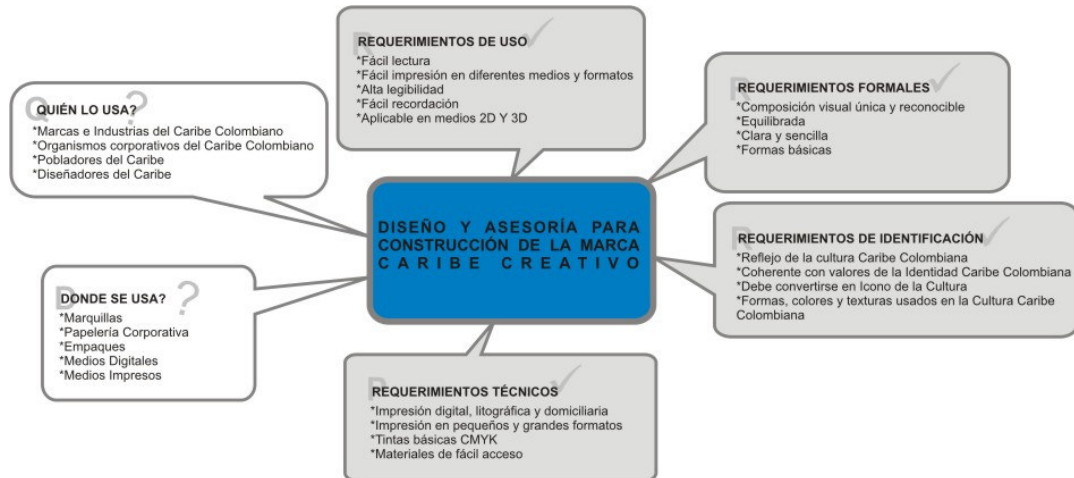 REQUERIMIENTOS DE USO
*Fácil lectura
*Fácil impresión en diferentes medios y formatos
*Alta legibilidad
*Fácil recordación
*Aplicable en medios 2D Y 3D
QUIÉN LO USA?
*Marcas e Industrias del Caribe Colombiano
*Organismos corporativos del Caribe Colombiano
*Pobladores del Caribe
*Diseñadores del Caribe
REQUERIMIENTOS FORMALES
*Composición visual única y reconocible
*Equilibrada
*Clara y sencilla
*Formas básicas
DISEÑO Y ASESORÍA PARA
CONSTRUCCIÓN DE LA MARCA
CARIBE CREATIVO
REQUERIMIENTOS DE IDENTIFICACIÓN
*Reflejo de la cultura Caribe Colombiana
*Coherente con valores de la Identidad Caribe Colombiana
*Debe convertirse en Icono de la Cultura
*Formas, colores y texturas usados en la Cultura Caribe
Colombiana
DONDE SE USA?
*Marquillas
*Papelería Corporativa
*Empaques
*Medios Digitales
*Medios Impresos
REQUERIMIENTOS TÉCNICOS
*Impresión digital, litográfica y domiciliaria
*Impresión en pequeños y grandes formatos
*Tintas básicas CMYK
*Materiales de fácil acceso